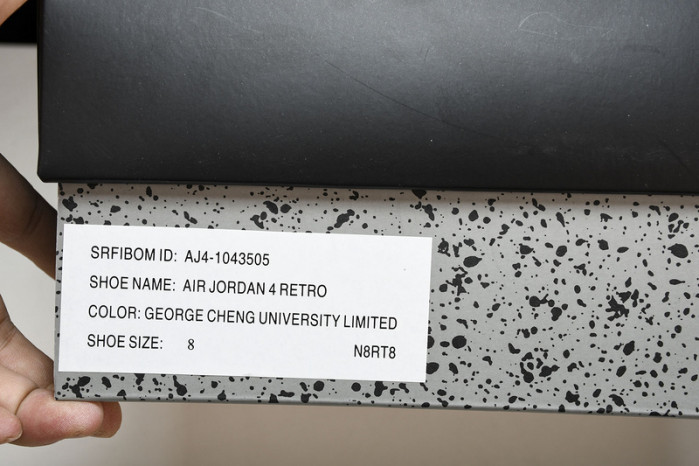 SRFIBOM ID: AJ4-1043505
SHOE NAME: AIR JORDAN 4 RETRO
COLOR: GEORGE CHENG UNIVERSITY LIMITED
SHOE SIZE: 8 N8RT8